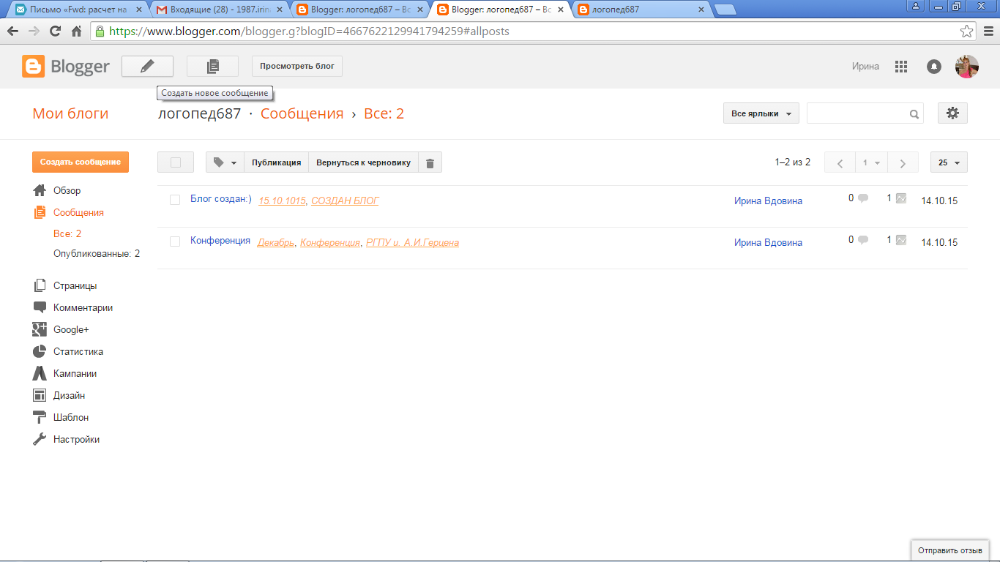 Письмо «Fwd: расчет на
Входящие (28) - 1987.irin
Blogger: логопед687 – Вс
Blogger: логопед687 – Вс
логопед687
https://www.blogger.com/blogger.g?blogID=4667622129941794259#allposts
Blogger
Просмотреть блог
Ирина
Создать новое сообщение
Мои блоги
логопед687 · Сообщения › Все: 2
Все ярлыки
Создать сообщение
Публикация
Вернуться к черновику
1–2 из 2
1
25
Обзор
Сообщения
Все: 2
Опубликованные: 2
Страницы
Комментарии
Google+
Статистика
Кампании
Дизайн
Шаблон
Настройки
Блог создан:) 15.10.1015, СОЗДАН БЛОГ Ирина Вдовина 0 1 14.10.15
Конференция Декабрь, Конференция, РГПУ и. А.И.Герцена Ирина Вдовина 0 1 14.10.15
Отправить отзыв